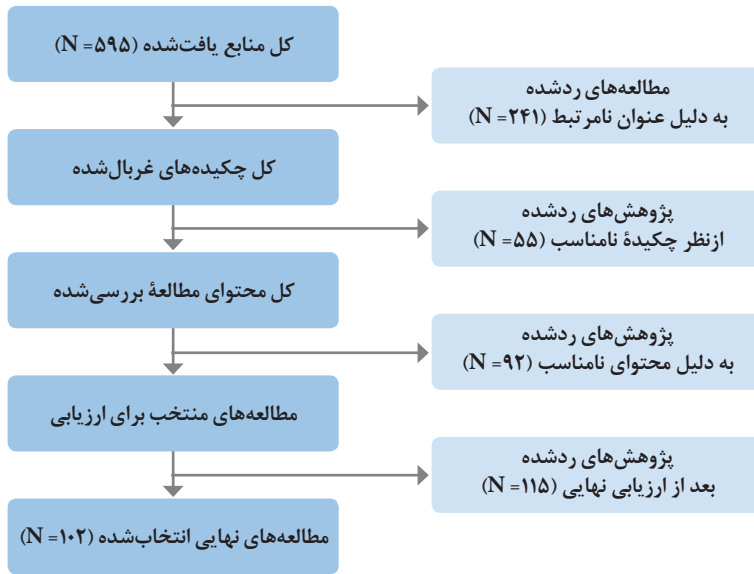 کل منابع یافت‌شده (N =۵۹۵)
مطالعه‌های ردشده
به دلیل عنوان نامرتبط (N =۲۴۱)
کل چکیده‌های غربال‌شده
پژوهش‌های ردشده
ازنظر چکیدهٔ نامناسب (N =۵۵)
کل محتوای مطالعهٔ بررسی‌شده
پژوهش‌های ردشده
به دلیل محتوای نامناسب (N =۹۲)
مطالعه‌های منتخب برای ارزیابی
پژوهش‌های ردشده
بعد از ارزیابی نهایی (N =۱۱۵)
مطالعه‌های نهایی انتخاب‌شده (N =۱۰۲)